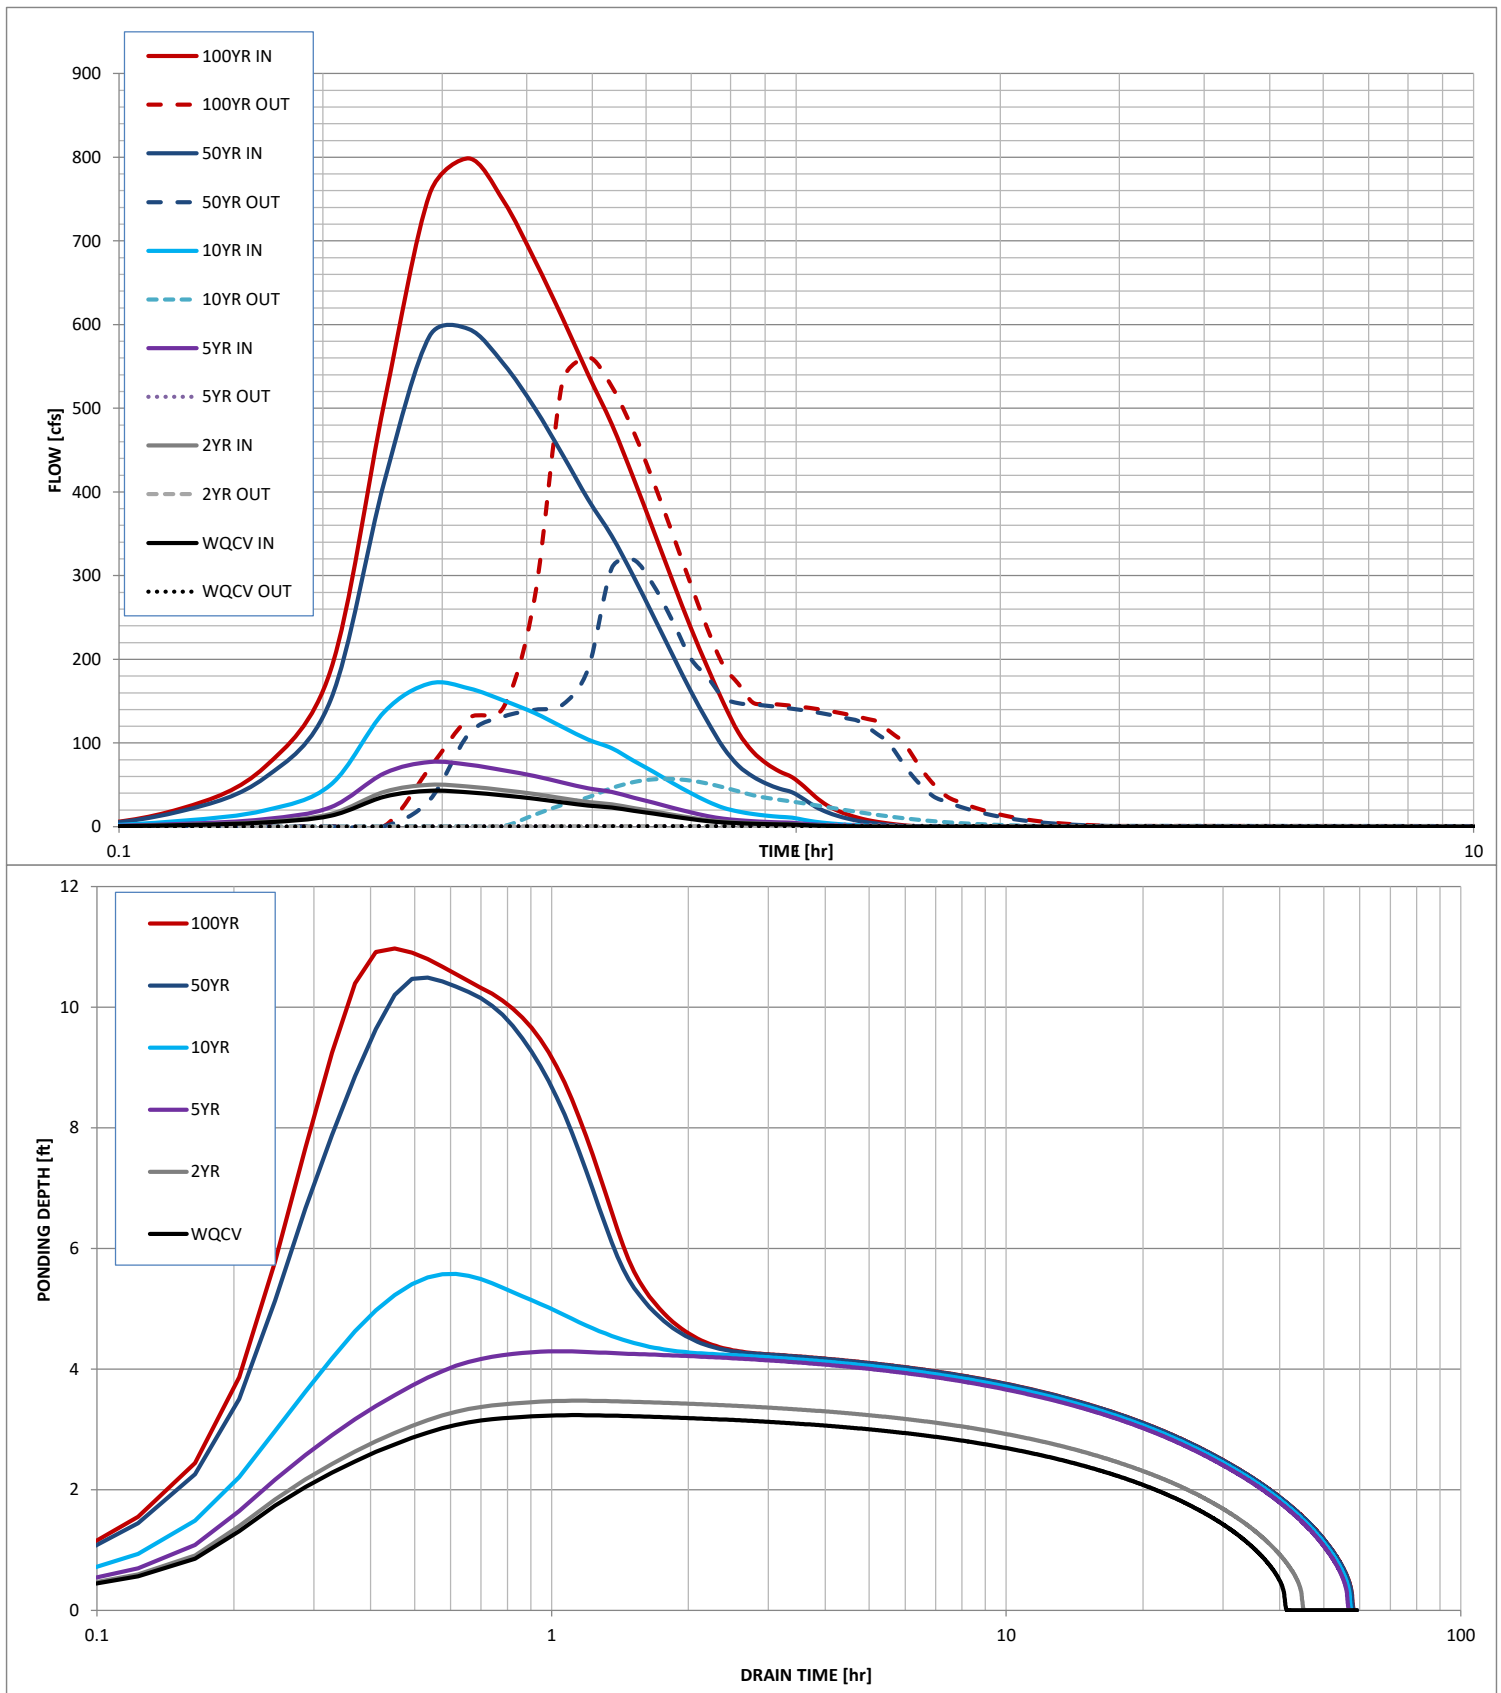 100YR IN
100YR OUT
50YR IN
50YR OUT
10YR IN
10YR OUT
5YR IN
5YR OUT
2YR IN
2YR OUT
WQCV IN
WQCV OUT
900
800
700
600
500
400
300
200
100
0
FLOW [cfs]
0.1
1
10
TIME [hr]
100YR
50YR
10YR
5YR
2YR
WQCV
12
10
8
6
4
2
0
PONDING DEPTH [ft]
0.1
1
10
100
DRAIN TIME [hr]